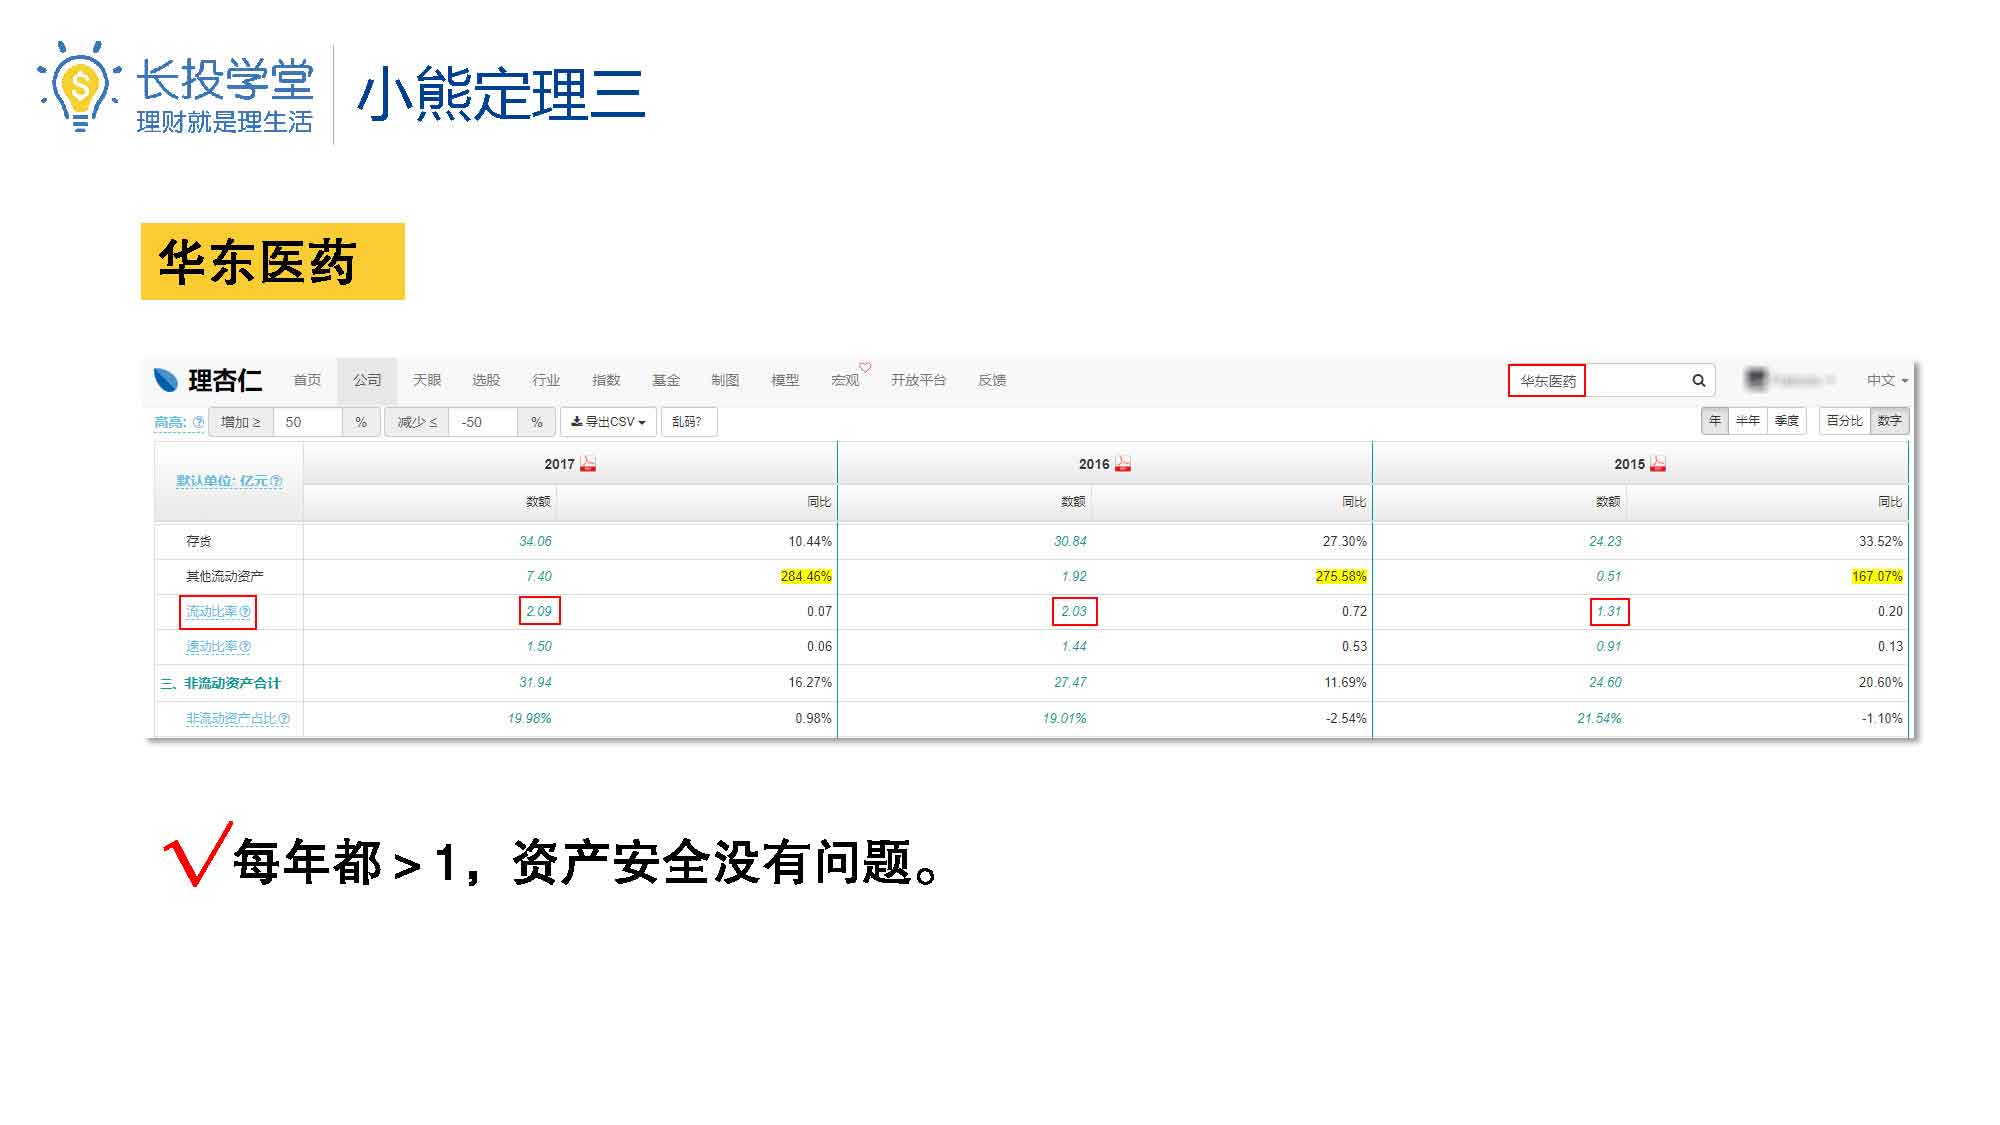 长投学堂
理财就是理生活
小熊定理三
华东医药
理杏仁 首页 公司 天眼 选股 行业 指数 基金 制图 模型 宏观 开放平台 反馈 华东医药 中文
高亮: 增加 ≥ 50 % 减少 ≤ -50 % 导出CSV 乱码? 年 半年 季度 百分比 数字
默认单位: 亿元 2017 2016 2015
数额 同比 数额 同比 数额 同比
存货 34.06 10.44% 30.84 27.30% 24.23 33.52%
其他流动资产 7.40 284.46% 1.92 275.58% 0.51 167.07%
流动比率 2.09 0.07 2.03 0.72 1.31 0.20
速动比率 1.50 0.06 1.44 0.53 0.91 0.13
三、非流动资产合计 31.94 16.27% 27.47 11.69% 24.60 20.60%
非流动资产占比 19.98% 0.98% 19.01% -2.54% 21.54% -1.10%
√每年都＞1，资产安全没有问题。